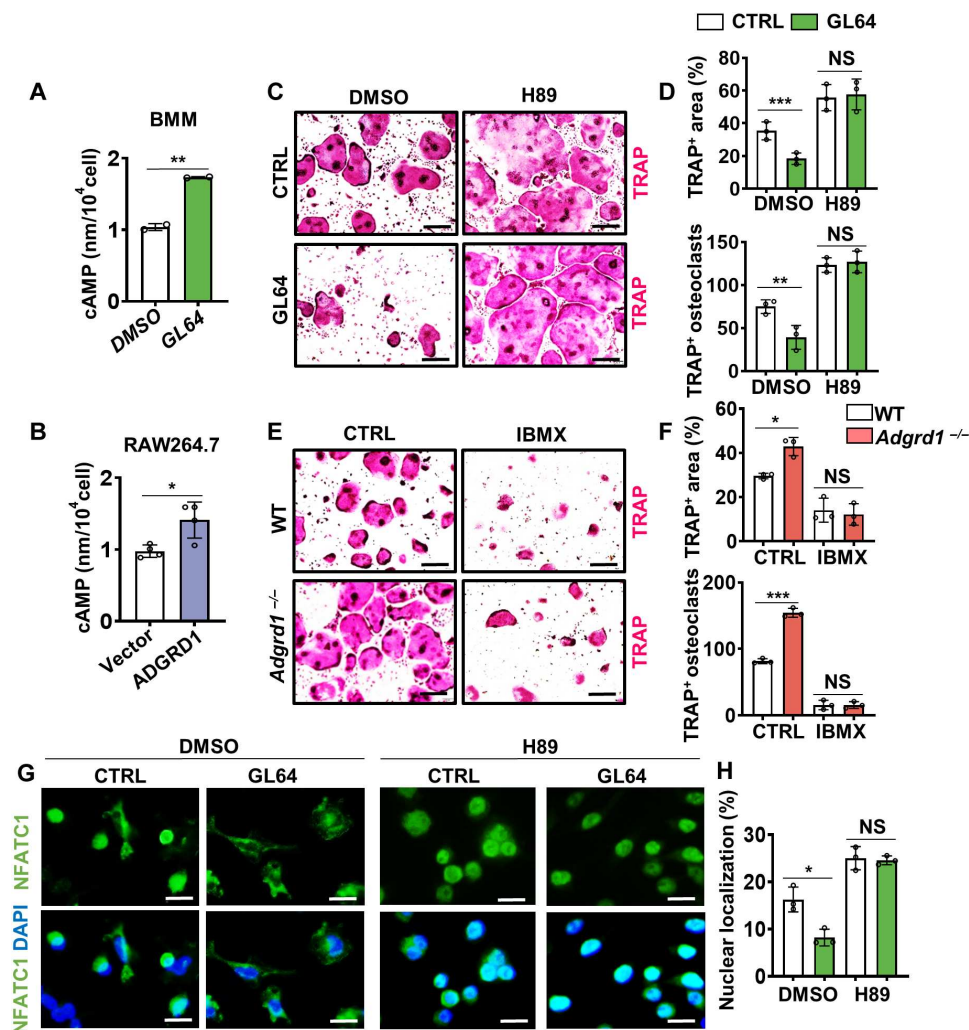 CTRL GL64
A
BMM
cAMP (nm/10⁴cell)
2
1
0
**
DMSO
GL64
C
DMSO
H89
CTRL
GL64
TRAP
TRAP
D
TRAP⁺ area (%)
80
60
40
20
0
***
NS
DMSO H89
TRAP⁺ osteoclasts
150
100
50
0
**
NS
DMSO H89
B
RAW264.7
cAMP (nm/10⁴cell)
2
1
0
*
Vector
ADGRD1
E
CTRL
IBMX
WT
Adgrd1 –/–
TRAP
TRAP
F
WT
Adgrd1 –/–
TRAP⁺ area (%)
60
40
20
0
*
NS
CTRL IBMX
TRAP⁺ osteoclasts
200
100
0
***
NS
CTRL IBMX
G
DMSO
H89
CTRL
GL64
CTRL
GL64
NFATC1
NFATC1 DAPI
H
Nuclear localization (%)
30
20
10
0
*
NS
DMSO H89